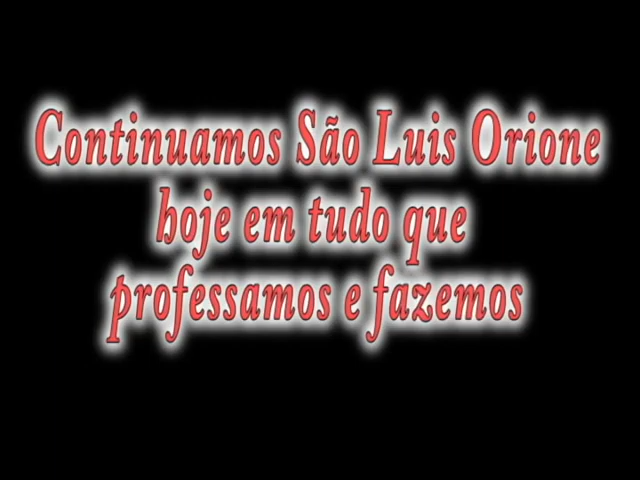 Continuamos São Luis Orione
hoje em tudo que
professamos e fazemos